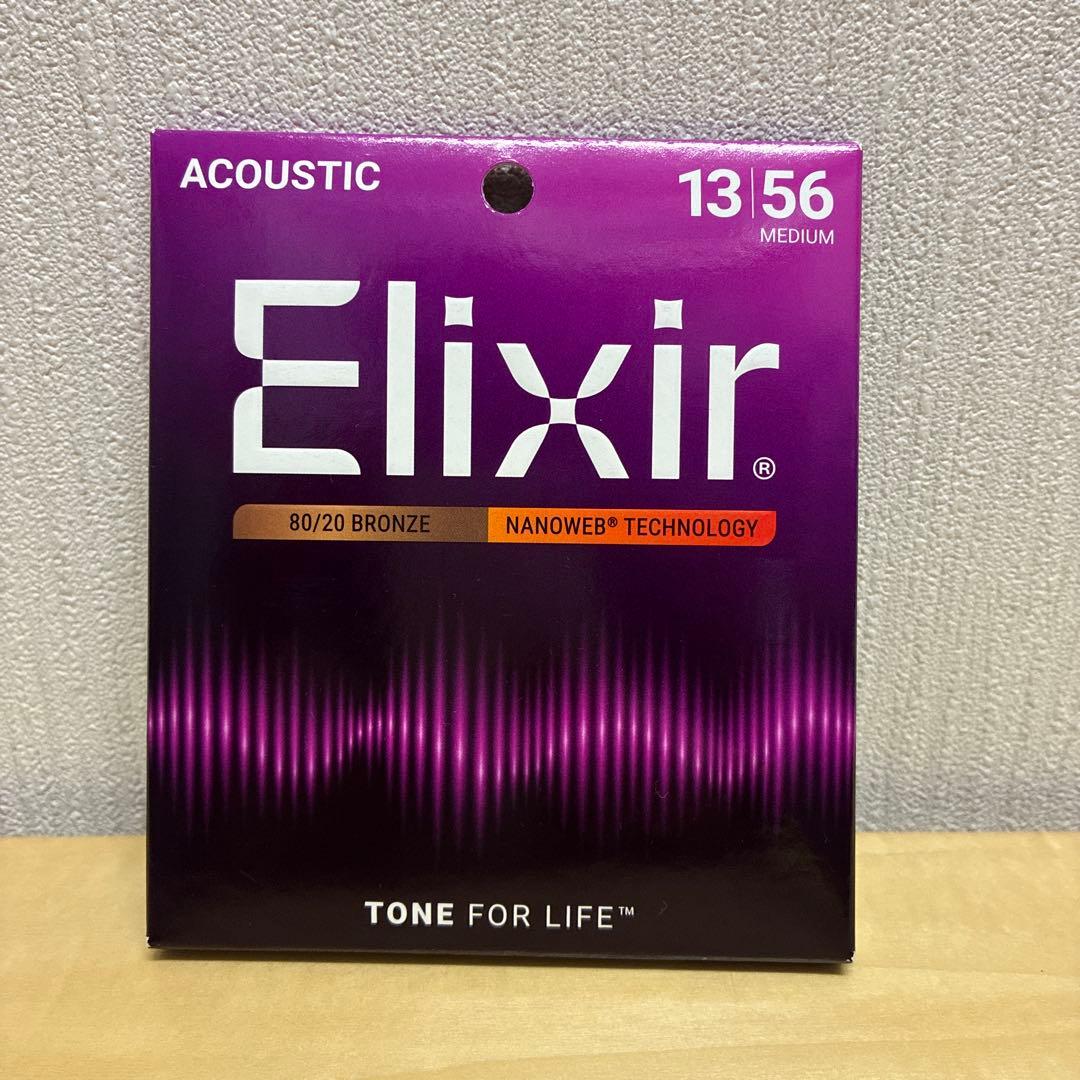 ACOUSTIC
13|56
MEDIUM
Elixir®
80/20 BRONZE
NANOWEB® TECHNOLOGY
TONE FOR LIFE™